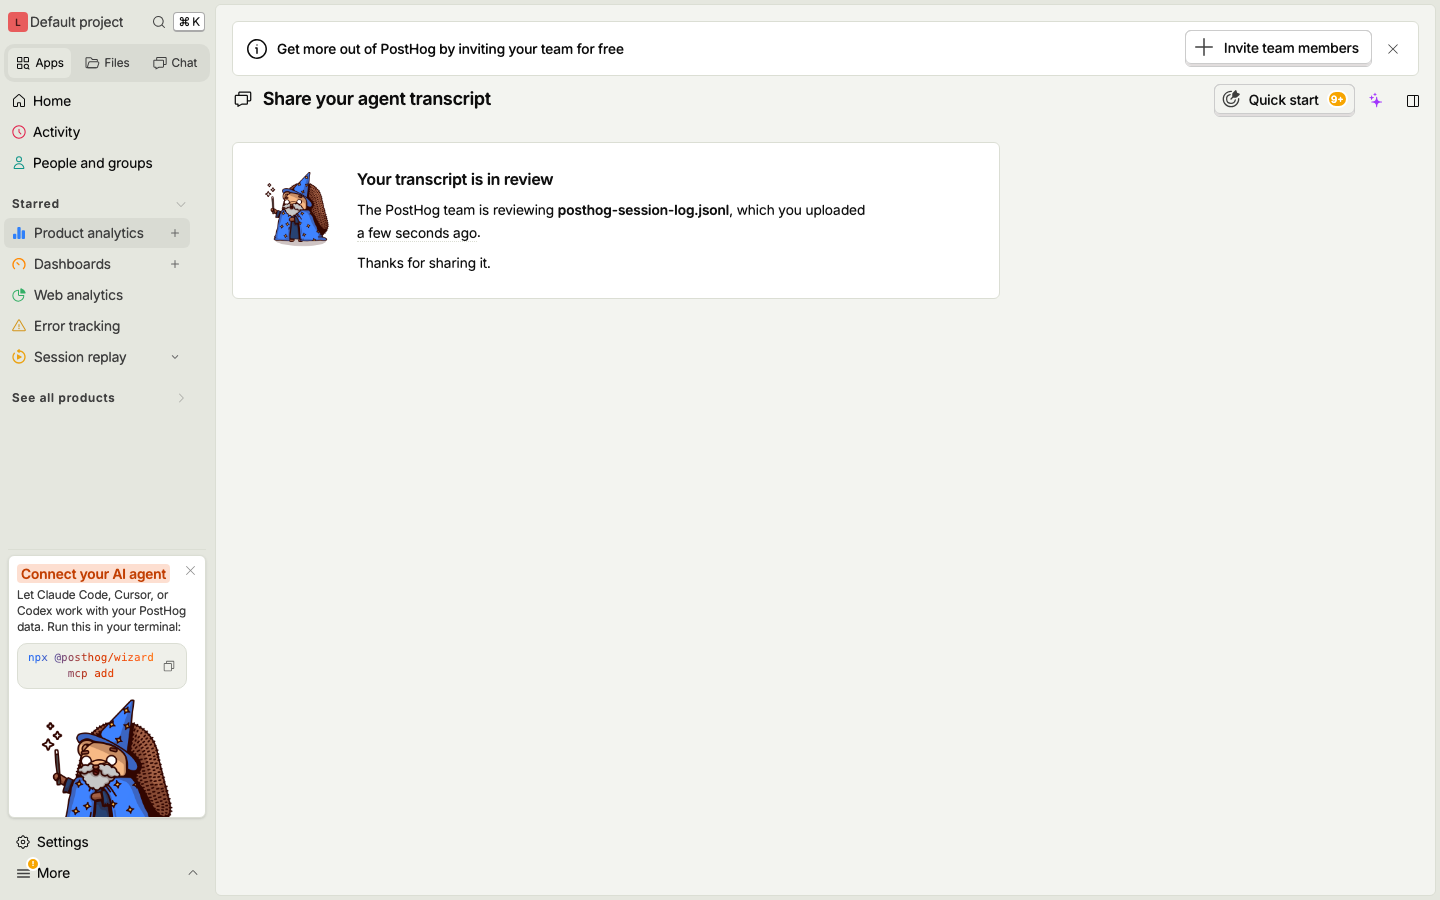 L Default project
⌘ K
Apps
Files
Chat
Home
Activity
People and groups
Starred
Product analytics
Dashboards
Web analytics
Error tracking
Session replay
See all products
Connect your AI agent
Let Claude Code, Cursor, or
Codex work with your PostHog
data. Run this in your terminal:
npx @posthog/wizard
mcp add
Settings
! More
Get more out of PostHog by inviting your team for free
Invite team members
Share your agent transcript
Quick start 9+
Your transcript is in review
The PostHog team is reviewing posthog-session-log.jsonl, which you uploaded
a few seconds ago.
Thanks for sharing it.